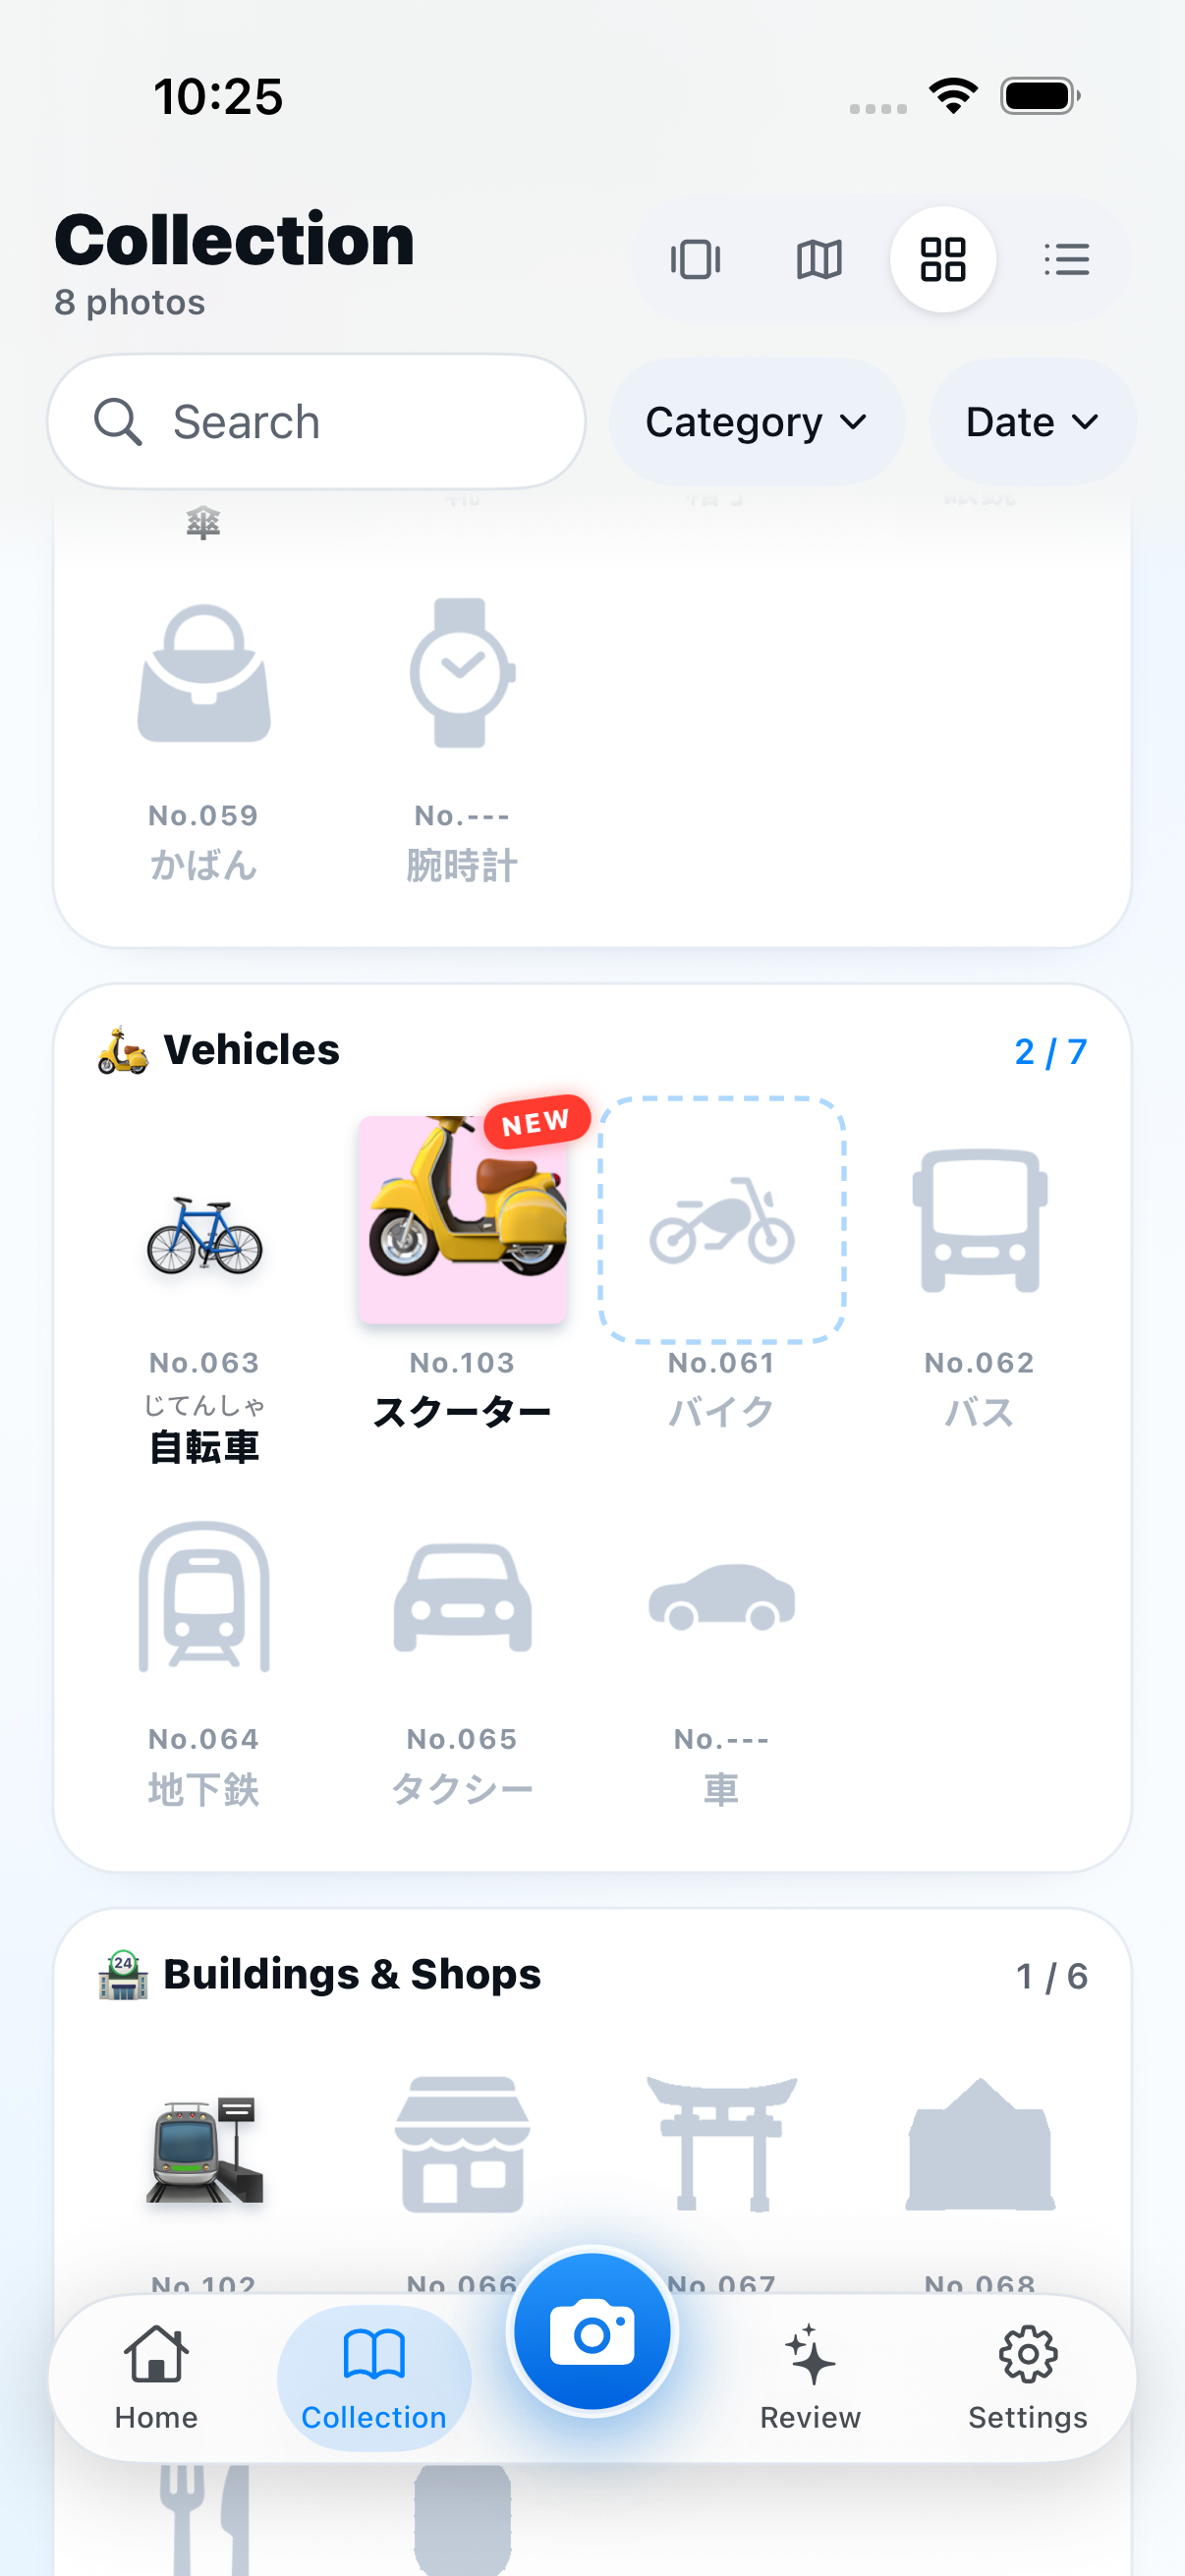 10:25
Collection
8 photos
Search
Category
Date
傘
No.059
かばん
No.---
腕時計
Vehicles
2 / 7
NEW
No.063
じてんしゃ
自転車
No.103
スクーター
No.061
バイク
No.062
バス
No.064
地下鉄
No.065
タクシー
No.---
車
24
Buildings & Shops
1 / 6
No.102
No.066
No.067
No.068
Home
Collection
Review
Settings